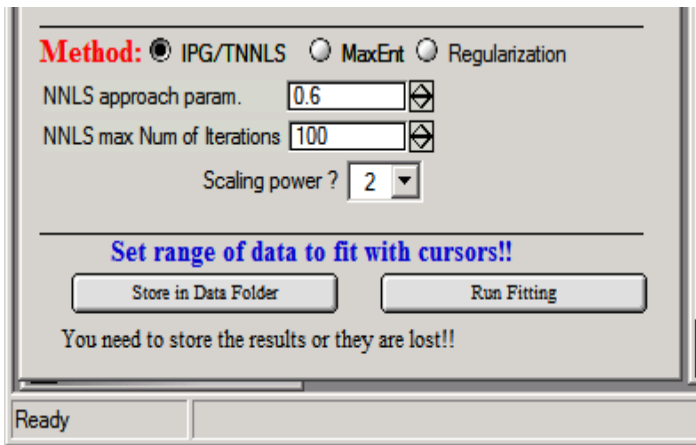 Method: IPG/TNNLS MaxEnt Regularization
NNLS approach param. 0.6
NNLS max Num of Iterations 100
Scaling power ? 2
Set range of data to fit with cursors!!
Store in Data Folder Run Fitting
You need to store the results or they are lost!!
Ready